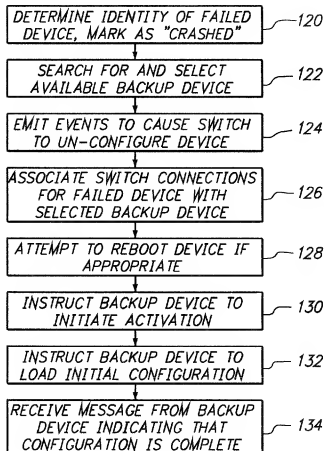 DETERMINE IDENTITY OF FAILED
DEVICE, MARK AS "CRASHED"
120
SEARCH FOR AND SELECT
AVAILABLE BACKUP DEVICE
122
EMIT EVENTS TO CAUSE SWITCH
TO UN-CONFIGURE DEVICE
124
ASSOCIATE SWITCH CONNECTIONS
FOR FAILED DEVICE WITH
SELECTED BACKUP DEVICE
126
ATTEMPT TO REBOOT DEVICE IF
APPROPRIATE
128
INSTRUCT BACKUP DEVICE TO
INITIATE ACTIVATION
130
INSTRUCT BACKUP DEVICE TO
LOAD INITIAL CONFIGURATION
132
RECEIVE MESSAGE FROM BACKUP
DEVICE INDICATING THAT
CONFIGURATION IS COMPLETE
134